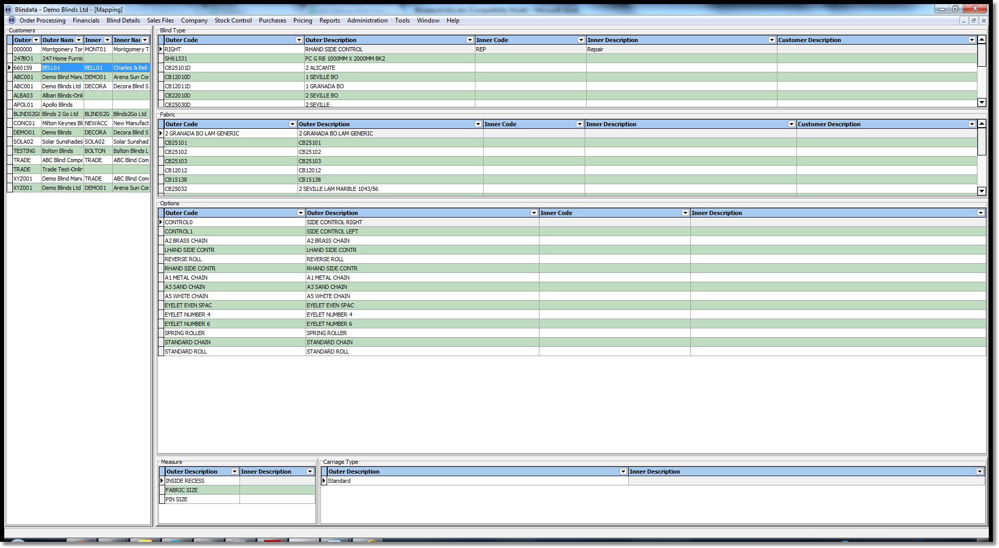 Blindata - Demo Blinds Ltd - [Mapping]
Order Processing Financials Blind Details Sales Files Company Stock Control Purchases Pricing Reports Administration Tools Window Help
Customers
Outer Outer Nam Inner Inner Nai
000000 Montgomery Tor MONT01 Montgomery T
247BO1 247 Home Furnis
660159 BELL01 BELL01 Charles & Bell
ABC001 Demo Blind Manu DEMO01 Arena Sun Cor
ABC001 Demo Blinds Ltd DECORA Decora Blind S
ALBA03 Alban Blinds-Onli
APOL01 Apollo Blinds
BLINDS2GO Blinds 2 Go Ltd BLINDS2G Blinds2Go Ltd
CONC01 Milton Keynes Bli NEWACC New Manufact
DEMO01 Demo Blinds DECORA Decora Blind S
SOLA02 Solar Sunshades SOLA02 Solar Sunshad
TESTING Bolton Blinds BOLTON Bolton Blinds L
TRADE ABC Blind Compa TRADE ABC Blind Com
TRADE Trade Test-Onlin
XYZ001 Demo Blind Manu TRADE ABC Blind Com
XYZ001 Demo Blinds Ltd DEMO01 Arena Sun Cor
Blind Type
Outer Code Outer Description Inner Code Inner Description Customer Description
RIGHT RHAND SIDE CONTROL REP Repair
SH61331 PC G RB 1000MM X 2000MM BK2
CB25101D 2 ALICANTE
CB12010D 1 SEVILLE BO
CB12011D 1 GRANADA BO
CB22010D 2 SEVILLE BO
CB25030D 2 SEVILLE
Fabric
Outer Code Outer Description Inner Code Inner Description Customer Description
2 GRANADA BO LAM GENERIC 2 GRANADA BO LAM GENERIC
CB25101 CB25101
CB25102 CB25102
CB25103 CB25103
CB12012 CB12012
CB15138 CB15138
CB25032 2 SEVILLE LAM MARBLE 1043/56
Options
Outer Code Outer Description Inner Code Inner Description
CONTROL0 SIDE CONTROL RIGHT
CONTROL1 SIDE CONTROL LEFT
A2 BRASS CHAIN A2 BRASS CHAIN
LHAND SIDE CONTR LHAND SIDE CONTR
REVERSE ROLL REVERSE ROLL
RHAND SIDE CONTR RHAND SIDE CONTR
A1 METAL CHAIN A1 METAL CHAIN
A3 SAND CHAIN A3 SAND CHAIN
A5 WHITE CHAIN A5 WHITE CHAIN
EYELET EVEN SPAC EYELET EVEN SPAC
EYELET NUMBER 4 EYELET NUMBER 4
EYELET NUMBER 6 EYELET NUMBER 6
SPRING ROLLER SPRING ROLLER
STANDARD CHAIN STANDARD CHAIN
STANDARD ROLL STANDARD ROLL
Measure
Outer Description Inner Description
INSIDE RECESS
FABRIC SIZE
PIN SIZE
Carriage Type
Outer Description Inner Description
Standard